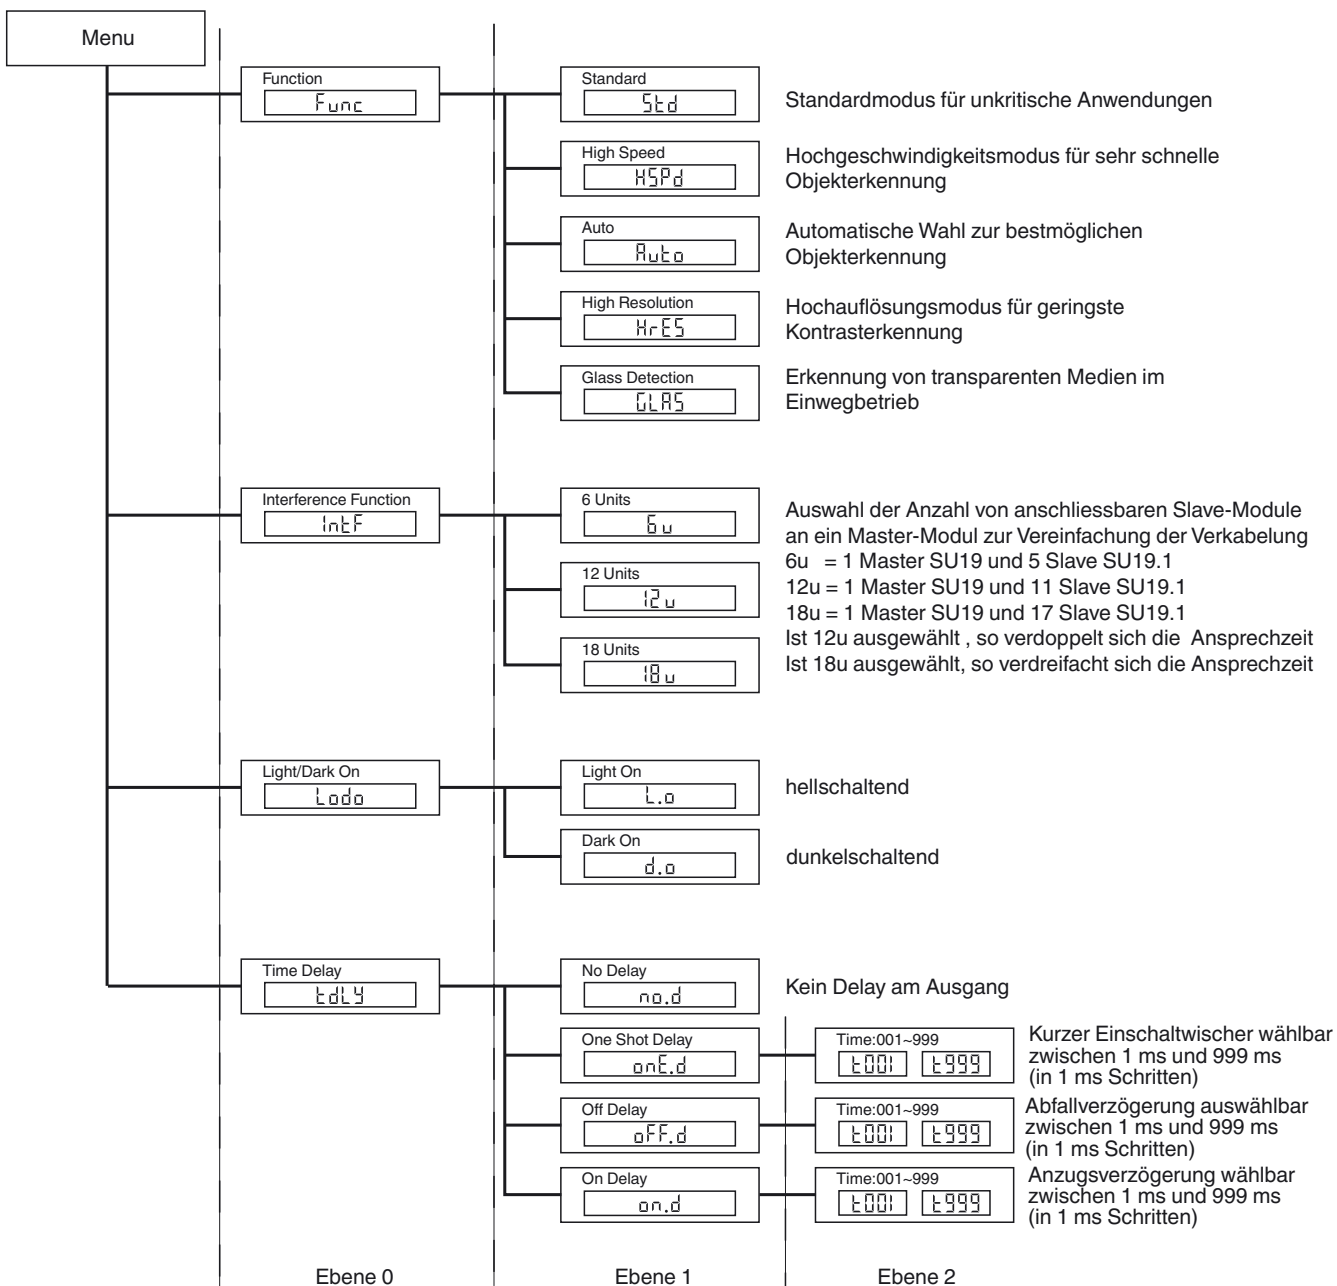 Menu
Function
Func
Standard
Std
Standardmodus für unkritische Anwendungen
High Speed
HSPd
Hochgeschwindigkeitsmodus für sehr schnelle
Objekterkennung
Auto
Auto
Automatische Wahl zur bestmöglichen
Objekterkennung
High Resolution
HrES
Hochauflösungsmodus für geringste
Kontrasterkennung
Glass Detection
GLAS
Erkennung von transparenten Medien im
Einwegbetrieb
Interference Function
IntF
6 Units
6u
Auswahl der Anzahl von anschliessbaren Slave-Module
an ein Master-Modul zur Vereinfachung der Verkabelung
6u = 1 Master SU19 und 5 Slave SU19.1
12 Units
12u
12u = 1 Master SU19 und 11 Slave SU19.1
18u = 1 Master SU19 und 17 Slave SU19.1
Ist 12u ausgewählt , so verdoppelt sich die Ansprechzeit
18 Units
18u
Ist 18u ausgewählt, so verdreifacht sich die Ansprechzeit
Light/Dark On
Lodo
Light On
L.o
hellschaltend
Dark On
d.o
dunkelschaltend
Time Delay
tdLY
No Delay
no.d
Kein Delay am Ausgang
One Shot Delay
onE.d
Time:001~999
t001 t999
Kurzer Einschaltwischer wählbar
zwischen 1 ms und 999 ms
(in 1 ms Schritten)
Off Delay
oFF.d
Time:001~999
t001 t999
Abfallverzögerung auswählbar
zwischen 1 ms und 999 ms
(in 1 ms Schritten)
On Delay
on.d
Time:001~999
t001 t999
Anzugsverzögerung wählbar
zwischen 1 ms und 999 ms
(in 1 ms Schritten)
Ebene 0
Ebene 1
Ebene 2